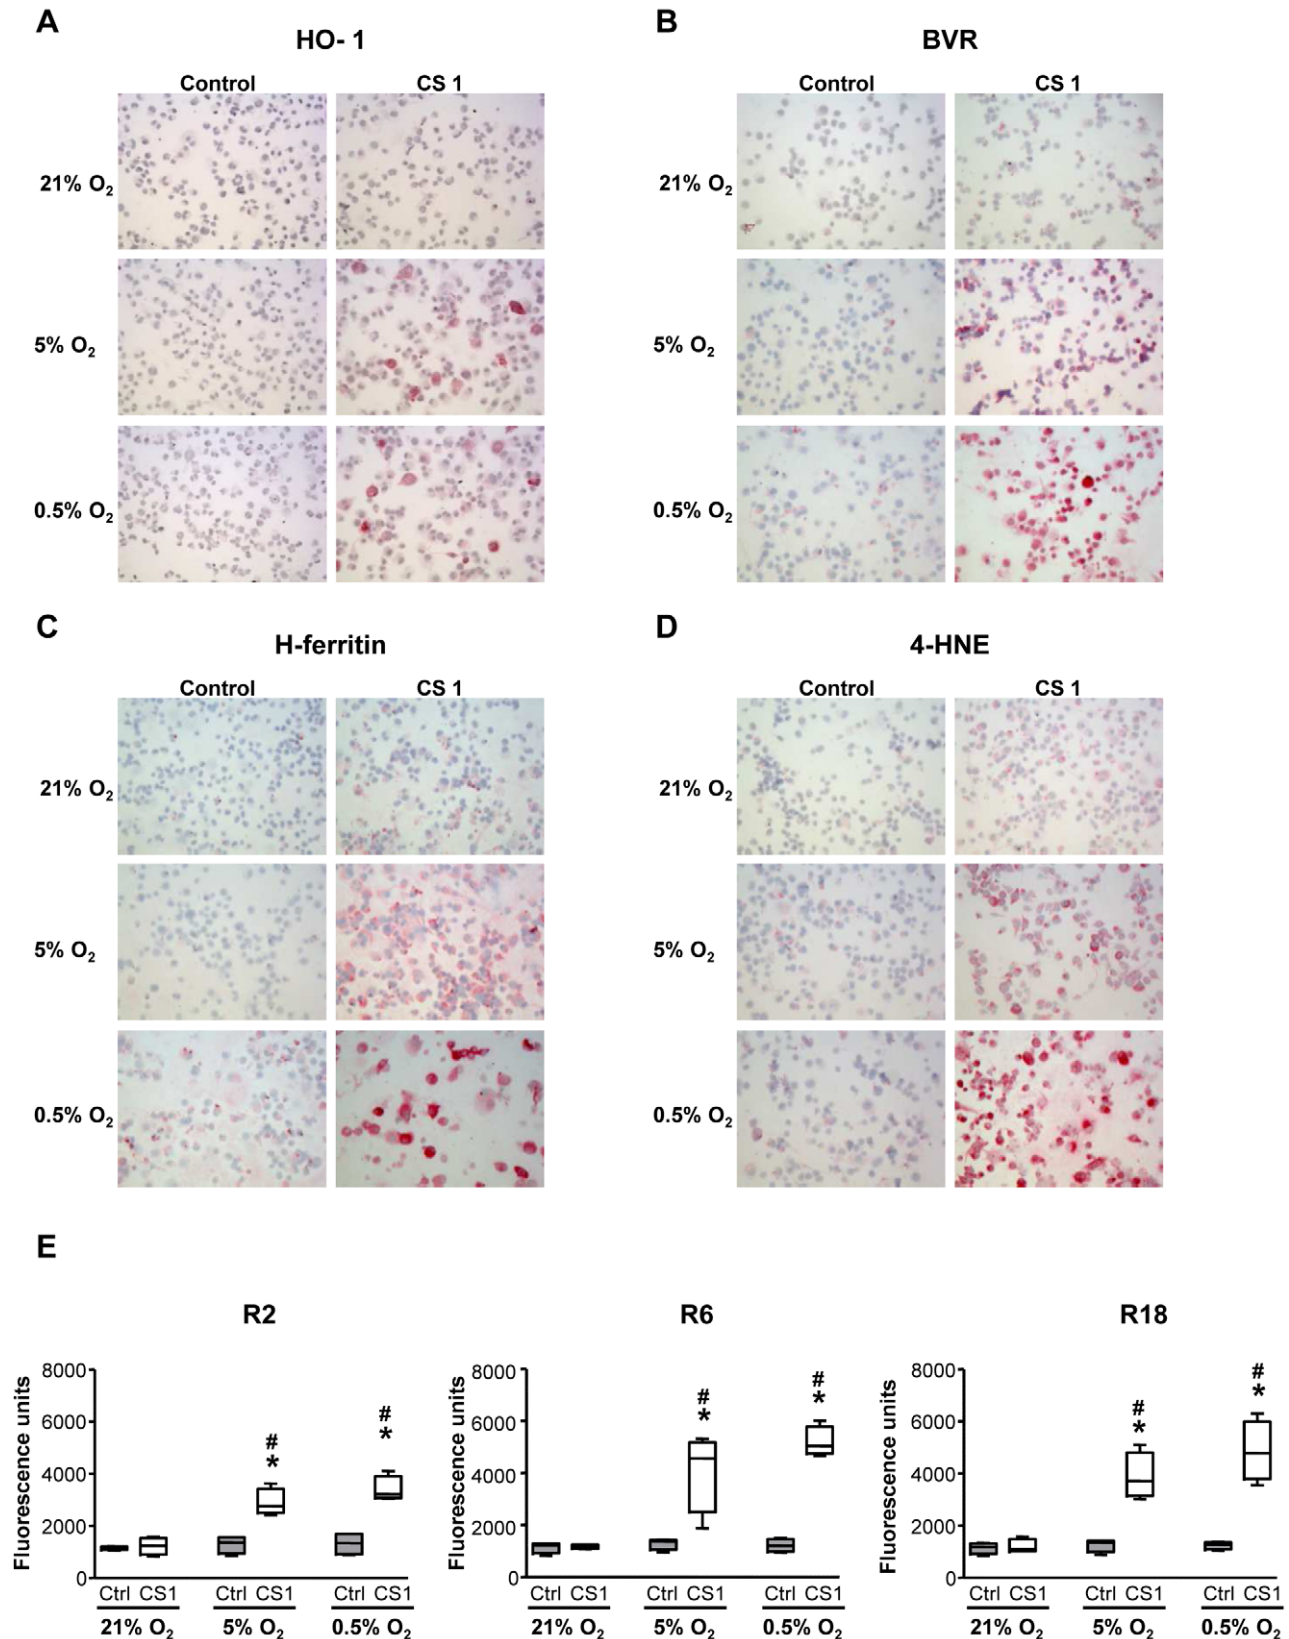 A
HO- 1
Control CS 1
21% O2
5% O2
0.5% O2
B
BVR
Control CS 1
21% O2
5% O2
0.5% O2
C
H-ferritin
Control CS 1
21% O2
5% O2
0.5% O2
D
4-HNE
Control CS 1
21% O2
5% O2
0.5% O2
E
R2
Fluorescence units
8000
6000
4000
2000
0
# *
# *
Ctrl CS1 Ctrl CS1 Ctrl CS1
21% O2 5% O2 0.5% O2
R6
Fluorescence units
8000
6000
4000
2000
0
# *
# *
Ctrl CS1 Ctrl CS1 Ctrl CS1
21% O2 5% O2 0.5% O2
R18
Fluorescence units
8000
6000
4000
2000
0
# *
# *
Ctrl CS1 Ctrl CS1 Ctrl CS1
21% O2 5% O2 0.5% O2